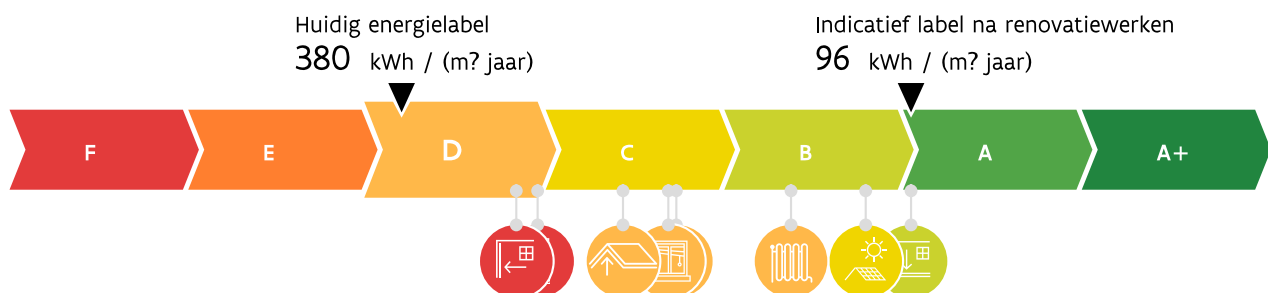 Huidig energielabel
380 kWh / (m? jaar)
Indicatief label na renovatiewerken
96 kWh / (m? jaar)
F
E
D
C
B
A
A+